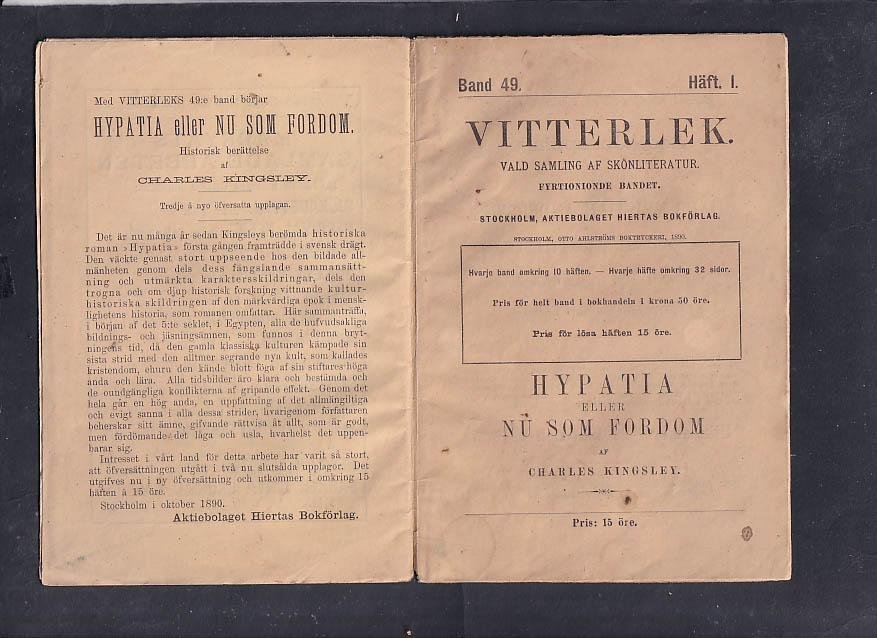 Med VITTERLEKS 49:e band börjar
HYPATIA eller NU SOM FORDOM.
Historisk berättelse
af
CHARLES KINGSLEY.
Tredje å nyo öfversatta upplagan.
Det är nu många år sedan Kingsleys berömda historiska
roman »Hypatia» första gången framträdde i svensk drägt.
Den väckte genast stort uppseende hos den bildade all-
mänheten genom dels dess fängslande sammansätt-
ning och utmärkta karaktersskildringar, dels den
trogna och om djup historisk forskning vittnande kultur-
historiska skildringen af den märkvärdiga epok i mensk-
lighetens historia, som romanen omfattar. Här sammanträffa,
i början af det 5:te seklet, i Egypten, alla de hufvudsakliga
bildnings- och jäsningsämnen, som funnos i denna bryt-
ningens tid, då den gamla klassiska kulturen kämpade sin
sista strid med den alltmer segrande nya kult, som kallades
kristendom, ehuru den kände blott föga af sin stiftares höga
anda och lära. Alla tidsbilder äro klara och bestämda och
de oundgängliga konflikterna af gripande effekt. Genom det
hela går en hög anda, en uppfattning af det allmängiltiga
och evigt sanna i alla dessa strider, hvarigenom författaren
beherskar sitt ämne, gifvande rättvisa åt allt, som är godt,
men fördömande det låga och usla, hvarhelst det uppen-
barar sig.
Intresset i vårt land för detta arbete har varit så stort,
att öfversättningen utgått i två nu slutsålda upplagor. Det
utgifves nu i ny öfversättning och utkommer i omkring 15
häften à 15 öre.
Stockholm i oktober 1890.
Aktiebolaget Hiertas Bokförlag.
Band 49. Häft. I.
VITTERLEK.
VALD SAMLING AF SKÖNLITERATUR.
FYRTIONIONDE BANDET.
STOCKHOLM, AKTIEBOLAGET HIERTAS BOKFÖRLAG.
STOCKHOLM, OTTO AHLSTRÖMS BOKTRYCKERI, 1890.
Hvarje band omkring 10 häften. — Hvarje häfte omkring 32 sidor.
Pris för helt band i bokhandeln 1 krona 50 öre.
Pris för lösa häften 15 öre.
HYPATIA
ELLER
NU SOM FORDOM
AF
CHARLES KINGSLEY.
Pris: 15 öre.